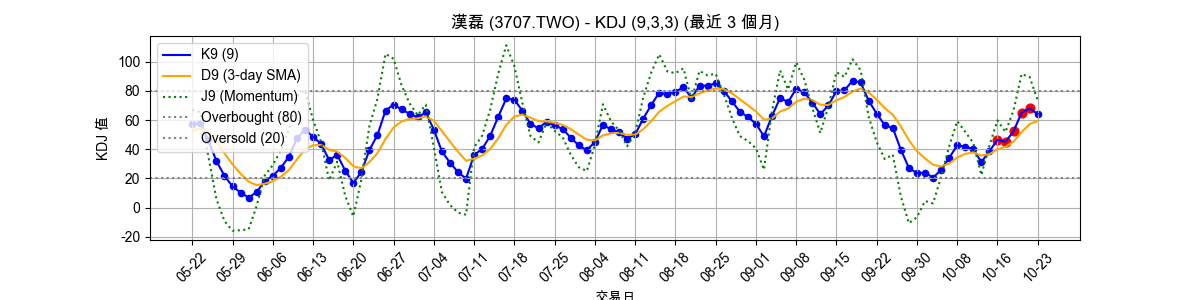 漢磊 (3707.TWO) - KDJ (9,3,3) (最近 3 個月)
KDJ 值
100
80
60
40
20
0
-20
K9 (9)
D9 (3-day SMA)
J9 (Momentum)
Overbought (80)
Oversold (20)
05-22 05-29 06-06 06-13 06-20 06-27 07-04 07-11 07-18 07-25 08-04 08-11 08-18 08-25 09-01 09-08 09-15 09-22 09-30 10-08 10-16 10-23
交易日